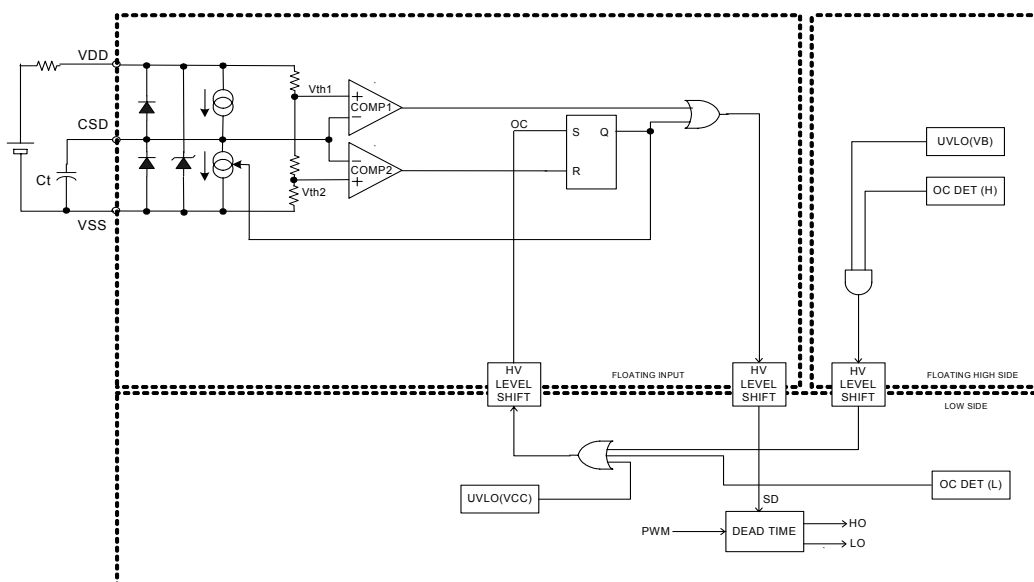 VDD
CSD
Ct
VSS
Vth1
Vth2
+
−
COMP1
−
+
COMP2
OC
S
Q
R
UVLO(VB)
OC DET (H)
HV
LEVEL
SHIFT
FLOATING INPUT
HV
LEVEL
SHIFT
HV
LEVEL
SHIFT
FLOATING HIGH SIDE
LOW SIDE
UVLO(VCC)
OC DET (L)
SD
PWM
DEAD TIME
HO
LO